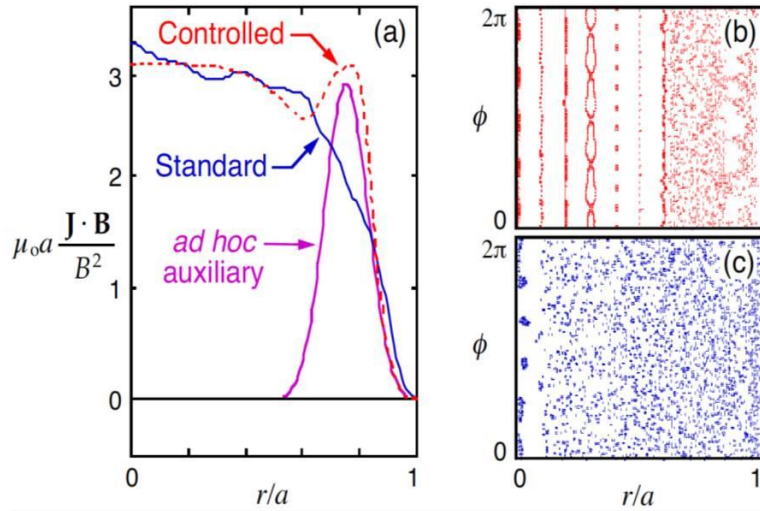 (a)
Controlled
Standard
ad hoc
auxiliary
μ₀a J · B / B²
3
2
1
0
0
1
r/a
(b)
2π
ϕ
0
(c)
2π
ϕ
0
0
1
r/a